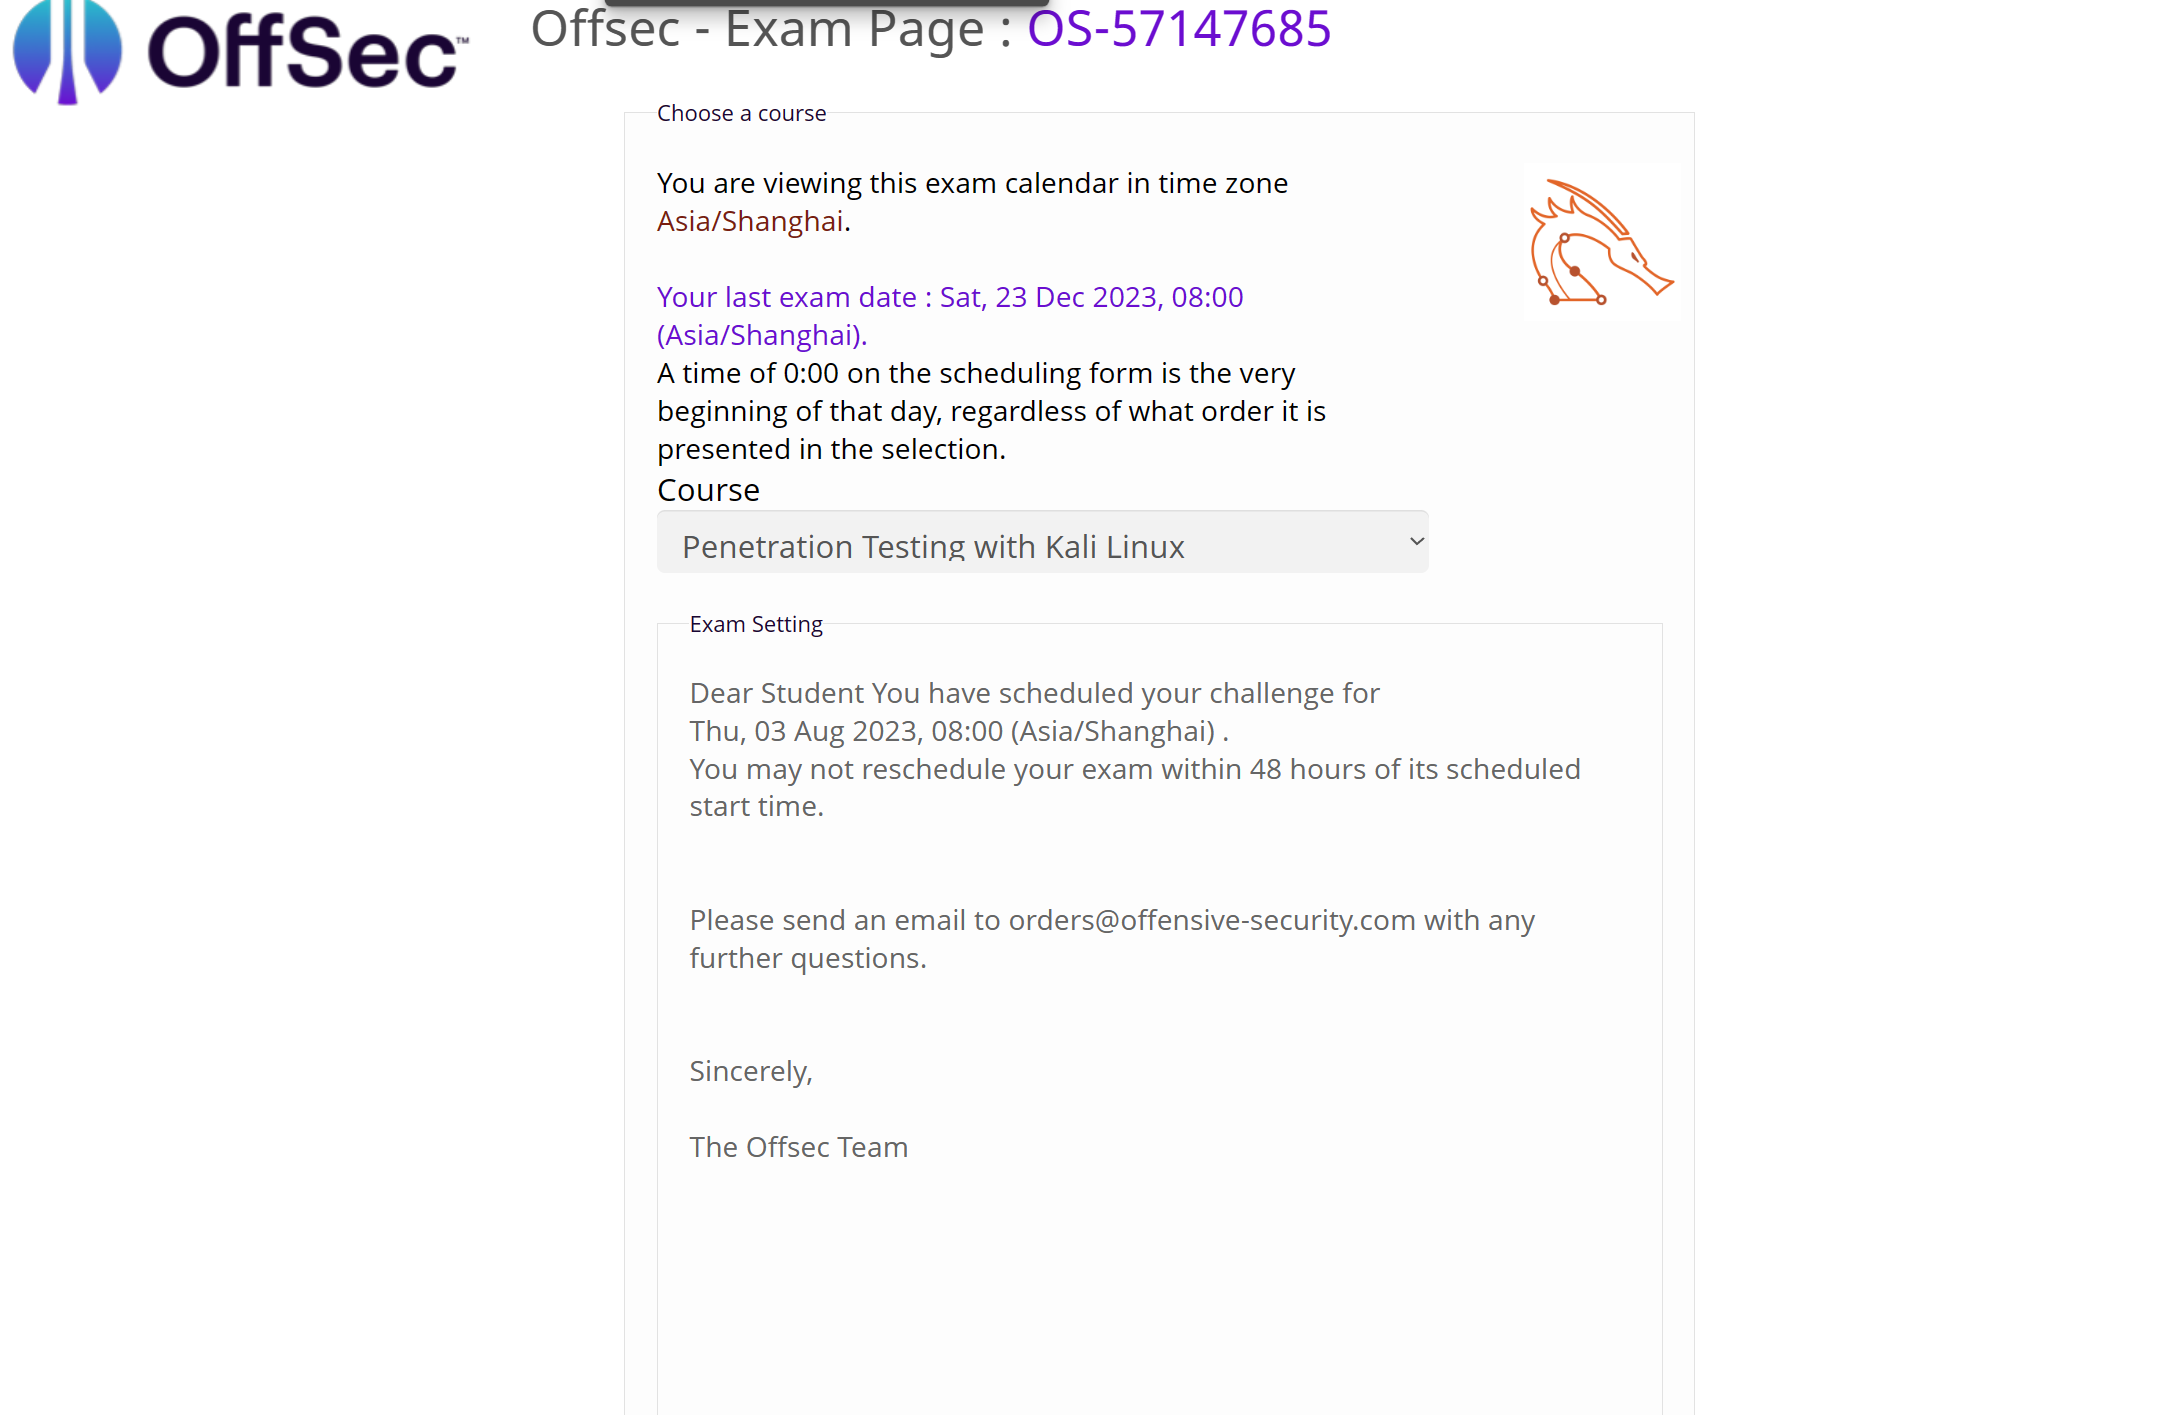 OffSec™
Offsec - Exam Page : OS-57147685
Choose a course
You are viewing this exam calendar in time zone
Asia/Shanghai.
Your last exam date : Sat, 23 Dec 2023, 08:00
(Asia/Shanghai).
A time of 0:00 on the scheduling form is the very
beginning of that day, regardless of what order it is
presented in the selection.
Course
Penetration Testing with Kali Linux
Exam Setting
Dear Student You have scheduled your challenge for
Thu, 03 Aug 2023, 08:00 (Asia/Shanghai) .
You may not reschedule your exam within 48 hours of its scheduled
start time.
Please send an email to orders@offensive-security.com with any
further questions.
Sincerely,
The Offsec Team